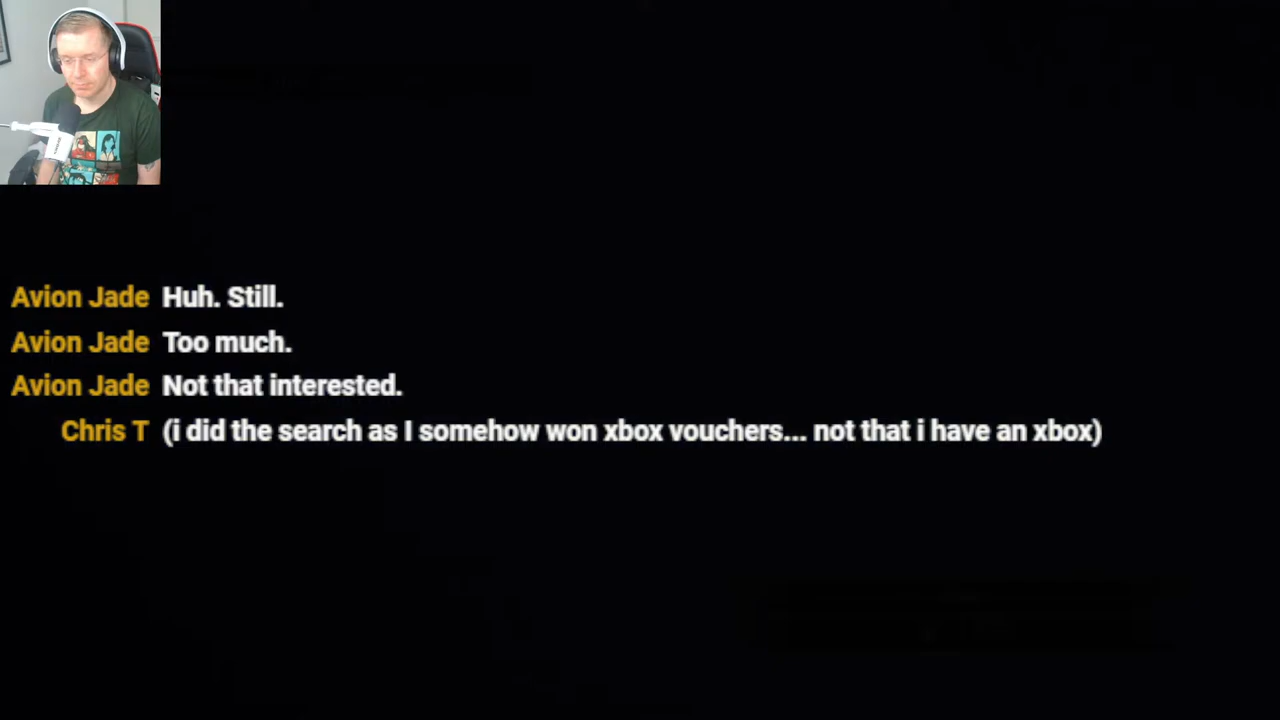 Avion Jade Huh. Still.
Avion Jade Too much.
Avion Jade Not that interested.
Chris T (i did the search as I somehow won xbox vouchers... not that i have an xbox)